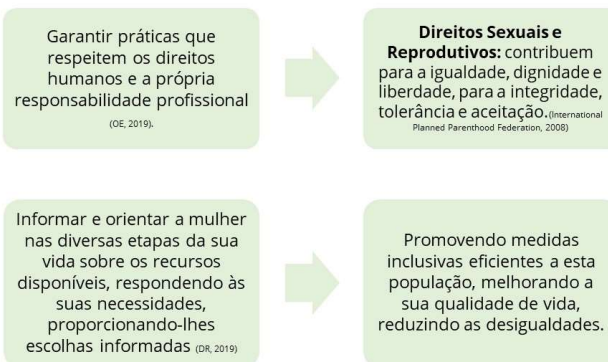 Garantir práticas que
respeitem os direitos
humanos e a própria
responsabilidade profissional
(OE, 2019).
Direitos Sexuais e
Reprodutivos: contribuem
para a igualdade, dignidade e
liberdade, para a integridade,
tolerância e aceitação. (International
Planned Parenthood Federation, 2008)
Informar e orientar a mulher
nas diversas etapas da sua
vida sobre os recursos
disponíveis, respondendo às
suas necessidades,
proporcionando-lhes
escolhas informadas (DR, 2019)
Promovendo medidas
inclusivas eficientes a esta
população, melhorando a
sua qualidade de vida,
reduzindo as desigualdades.